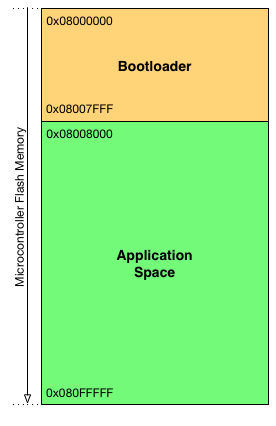 0x08000000
Bootloader
0x08007FFF
0x08008000
Microcontroller Flash Memory
Application
Space
0x080FFFFF